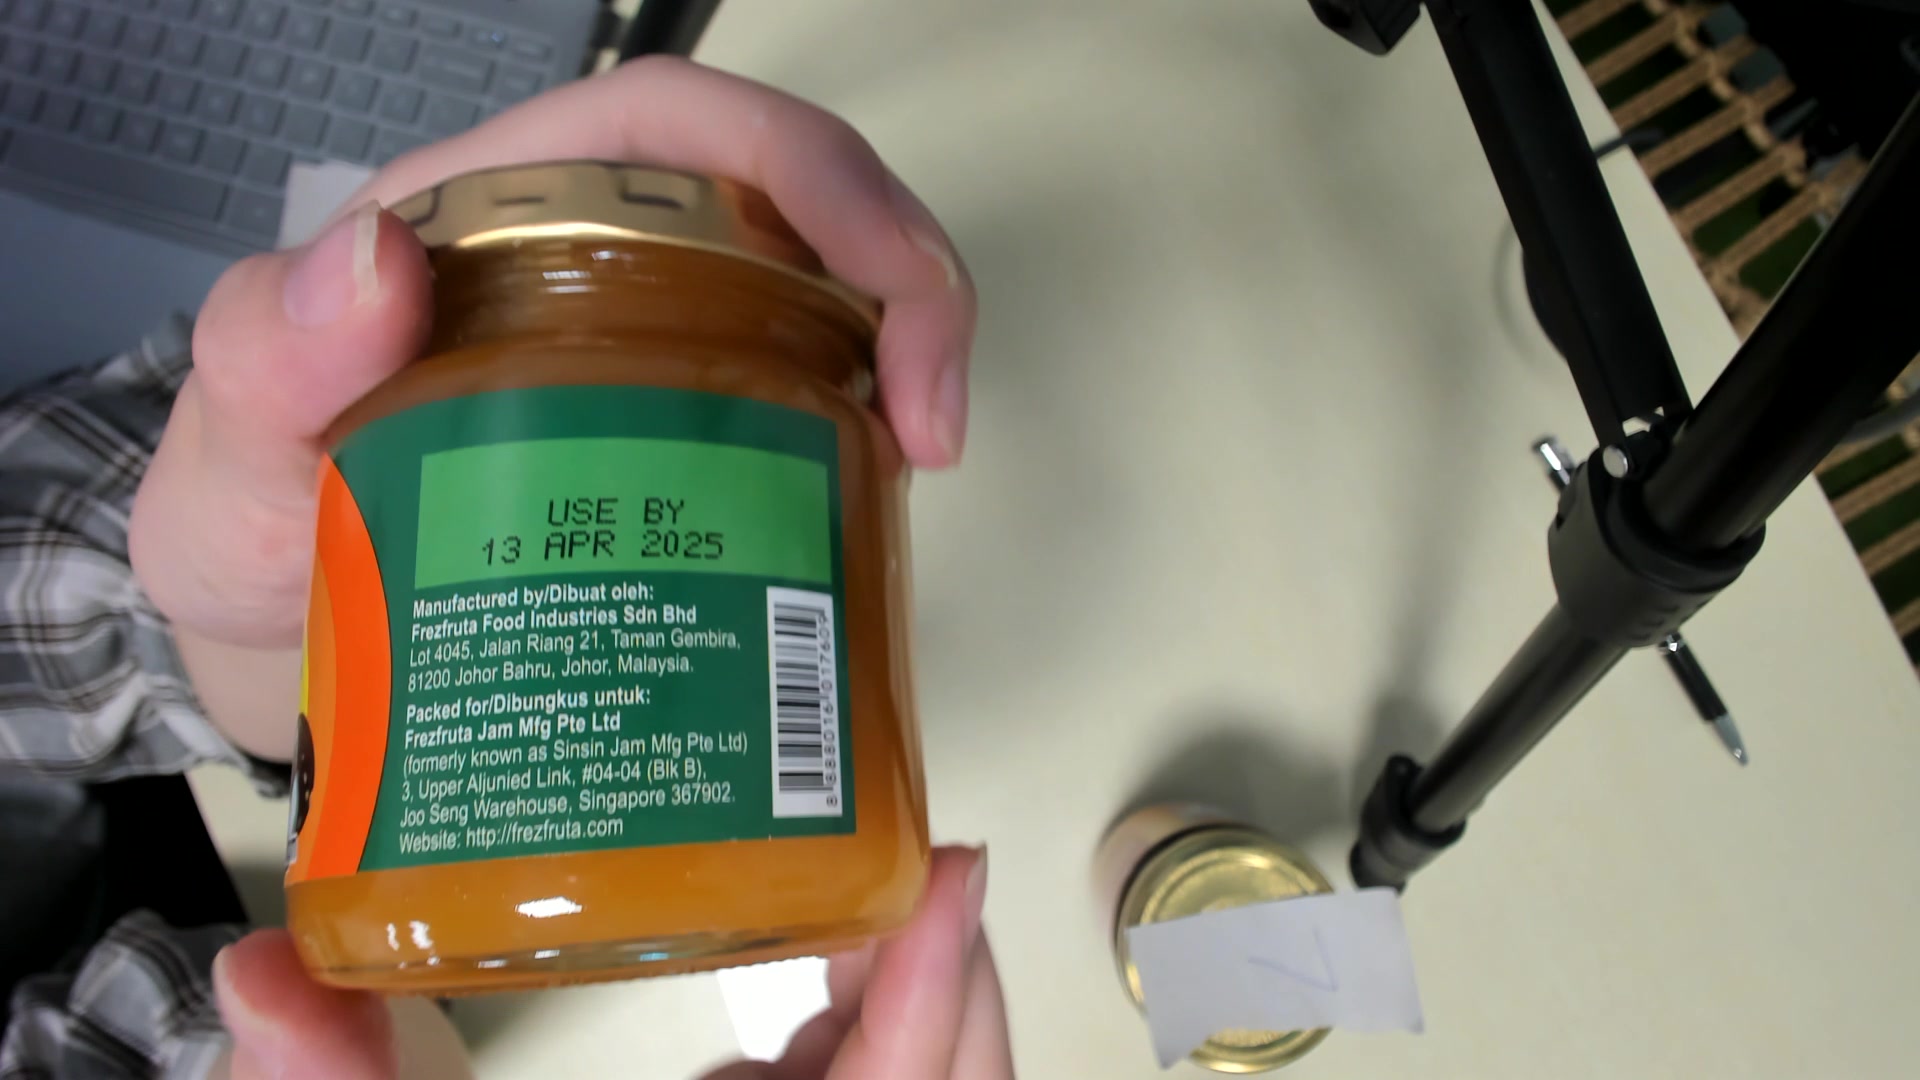 USE BY
13 APR 2025
Manufactured by/Dibuat oleh:
Frezfruta Food Industries Sdn Bhd
Lot 4045, Jalan Riang 21, Taman Gembira,
81200 Johor Bahru, Johor, Malaysia.
Packed for/Dibungkus untuk:
Frezfruta Jam Mfg Pte Ltd
(formerly known as Sinsin Jam Mfg Pte Ltd)
3, Upper Aljunied Link, #04-04 (Blk B),
Joo Seng Warehouse, Singapore 367902.
Website: http://frezfruta.com
8 888016 017609